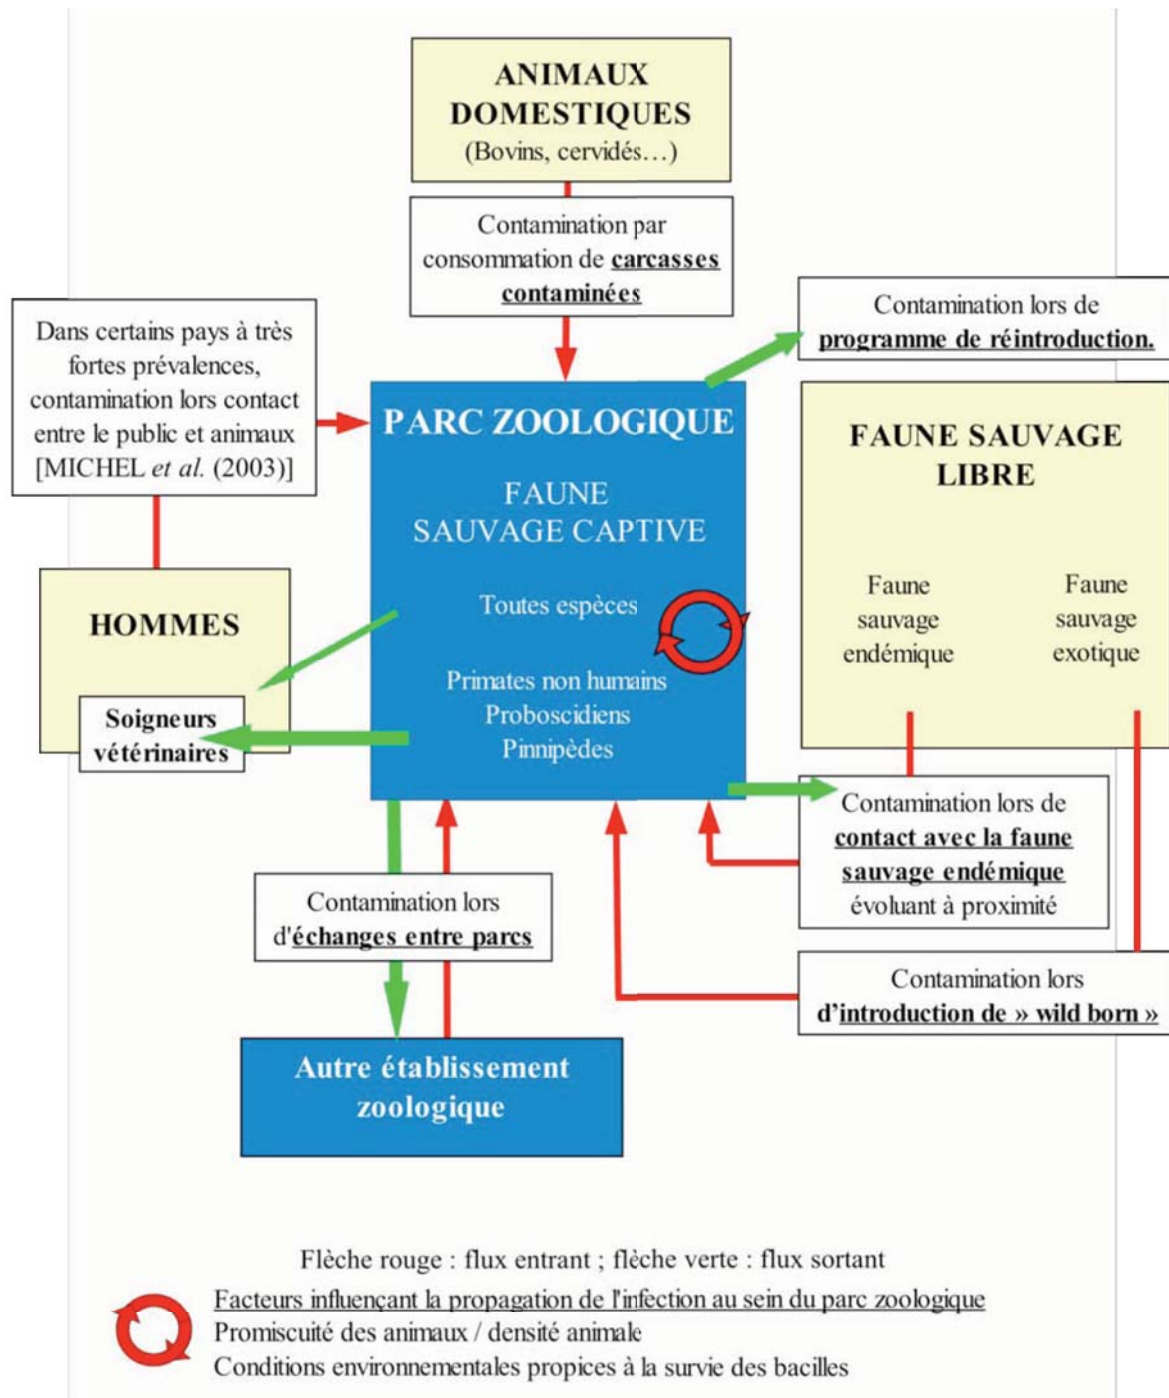 ANIMAUX
DOMESTIQUES
(Bovins, cervidés…)
Contamination par
consommation de carcasses
contaminées
Contamination lors de
programme de réintroduction.
Dans certains pays à très
fortes prévalences,
contamination lors contact
entre le public et animaux
[MICHEL et al. (2003)]
PARC ZOOLOGIQUE
FAUNE
SAUVAGE CAPTIVE
Toutes espèces
Primates non humains
Proboscidiens
Pinnipèdes
FAUNE SAUVAGE
LIBRE
Faune
sauvage
endémique
Faune
sauvage
exotique
HOMMES
Soigneurs
vétérinaires
Contamination lors de
contact avec la faune
sauvage endémique
évoluant à proximité
Contamination lors
d'échanges entre parcs
Contamination lors
d'introduction de » wild born »
Autre établissement
zoologique
Flèche rouge : flux entrant ; flèche verte : flux sortant
Facteurs influençant la propagation de l'infection au sein du parc zoologique
Promiscuité des animaux / densité animale
Conditions environnementales propices à la survie des bacilles